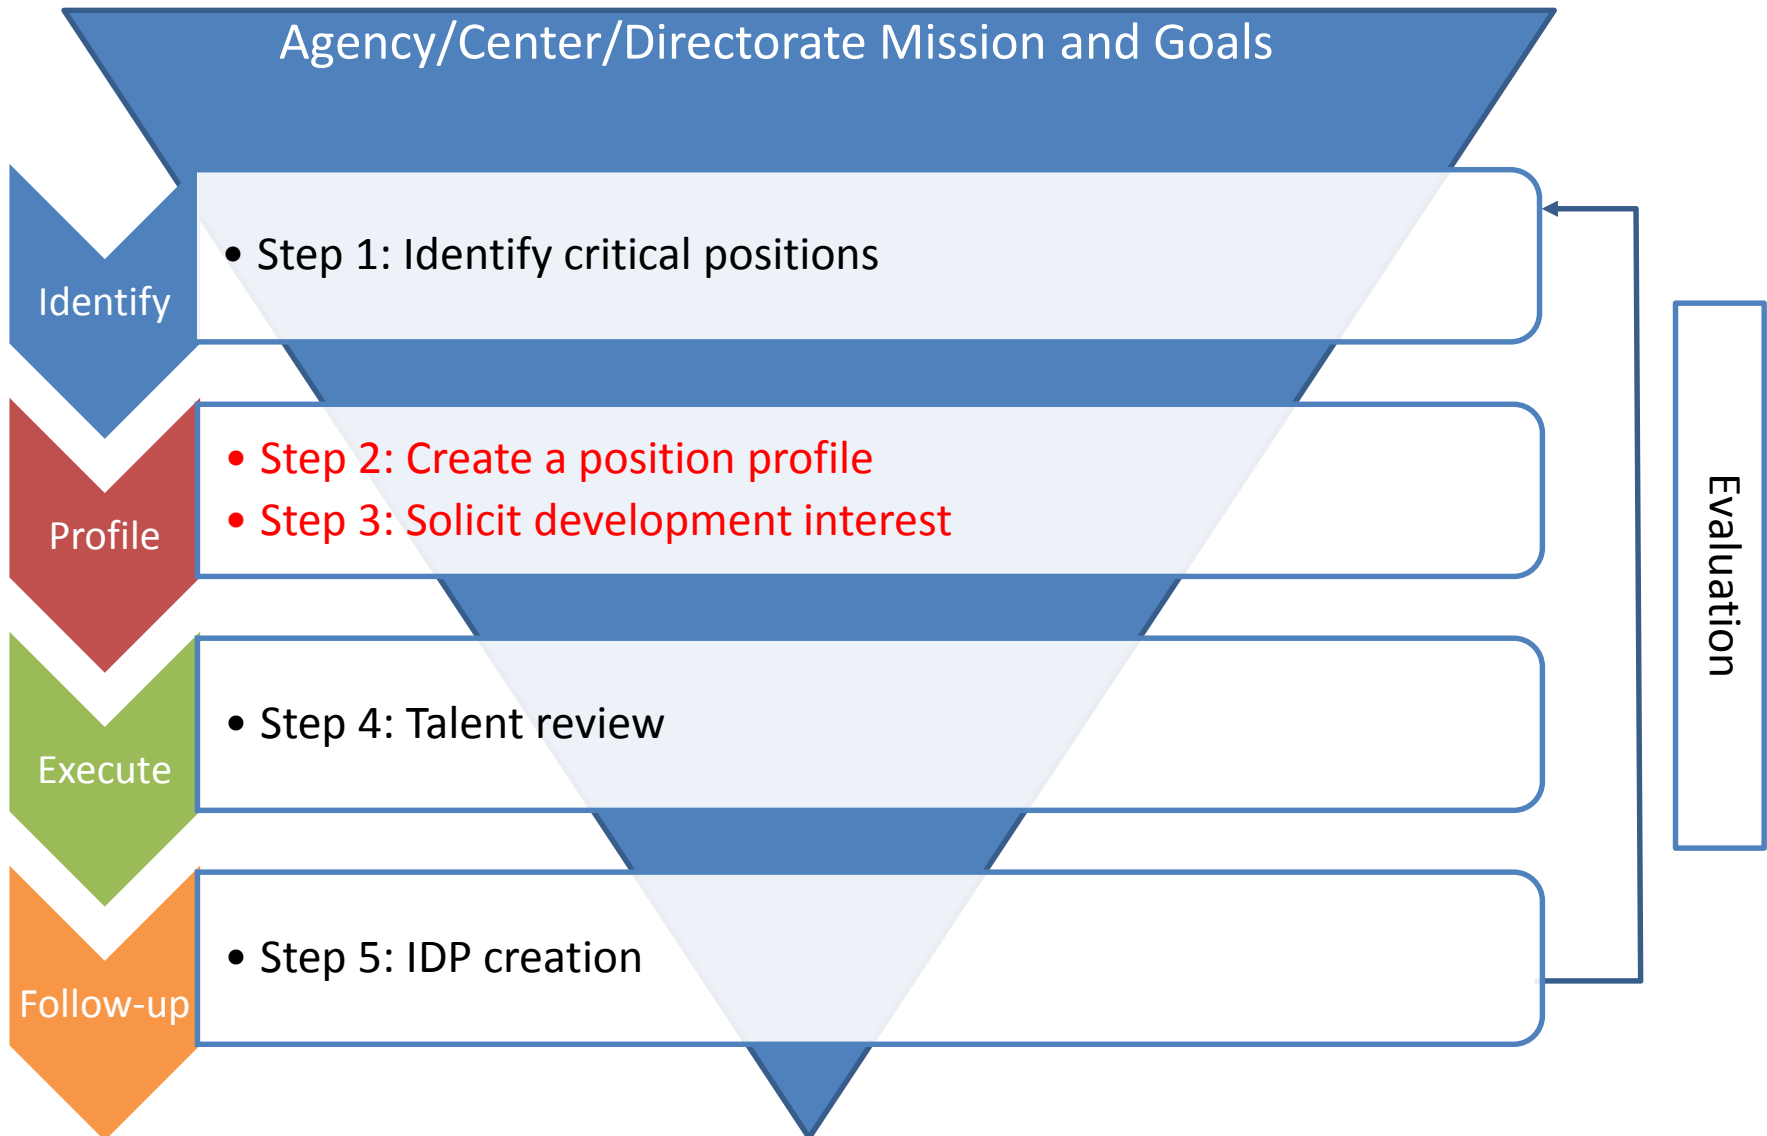 Agency/Center/Directorate Mission and Goals
Identify
• Step 1: Identify critical positions
Profile
• Step 2: Create a position profile
• Step 3: Solicit development interest
Execute
• Step 4: Talent review
Follow-up
• Step 5: IDP creation
Evaluation